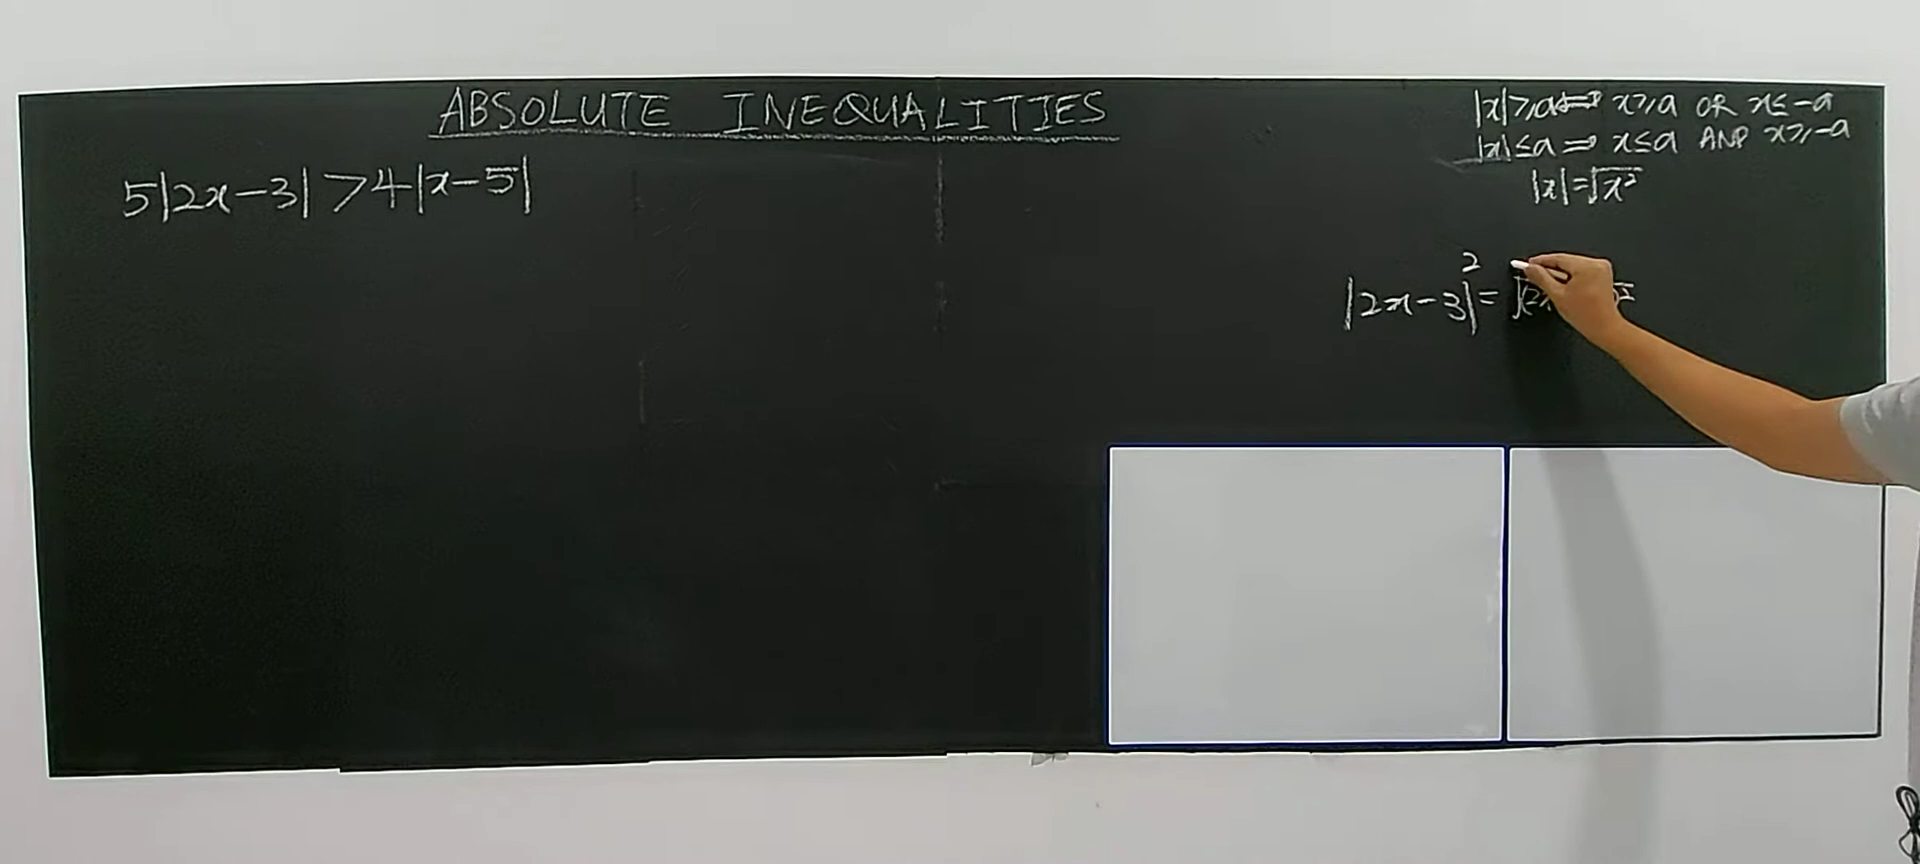 ABSOLUTE INEQUALITIES
5|2x-3| >4|x-5|
|x|⩾a⟺ x⩾a OR x≤-a
|x|≤a ⟹ x≤a AND x⩾-a
|x|=√x²
|2x-3|²=